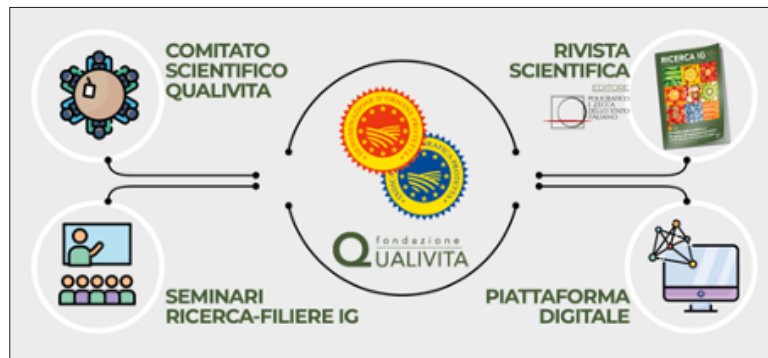 COMITATO
SCIENTIFICO
QUALIVITA
RIVISTA
SCIENTIFICA
EDITORE
POLIGRAFICO
E ZECCA
DELLO STATO
ITALIANO
RICERCA IG
fondazione
QUALIVITA
SEMINARI
RICERCA-FILIERE IG
PIATTAFORMA
DIGITALE